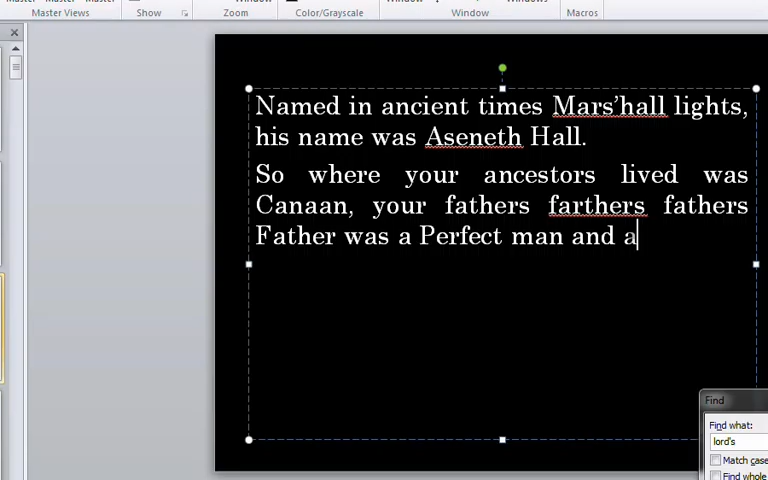 Master Views
Show
Zoom
Color/Grayscale
Window
Macros
Named in ancient times Mars’hall lights,
his name was Aseneth Hall.
So where your ancestors lived was
Canaan, your fathers farthers fathers
Father was a Perfect man and a
Find
Find what:
lord's
Match case
Find whole